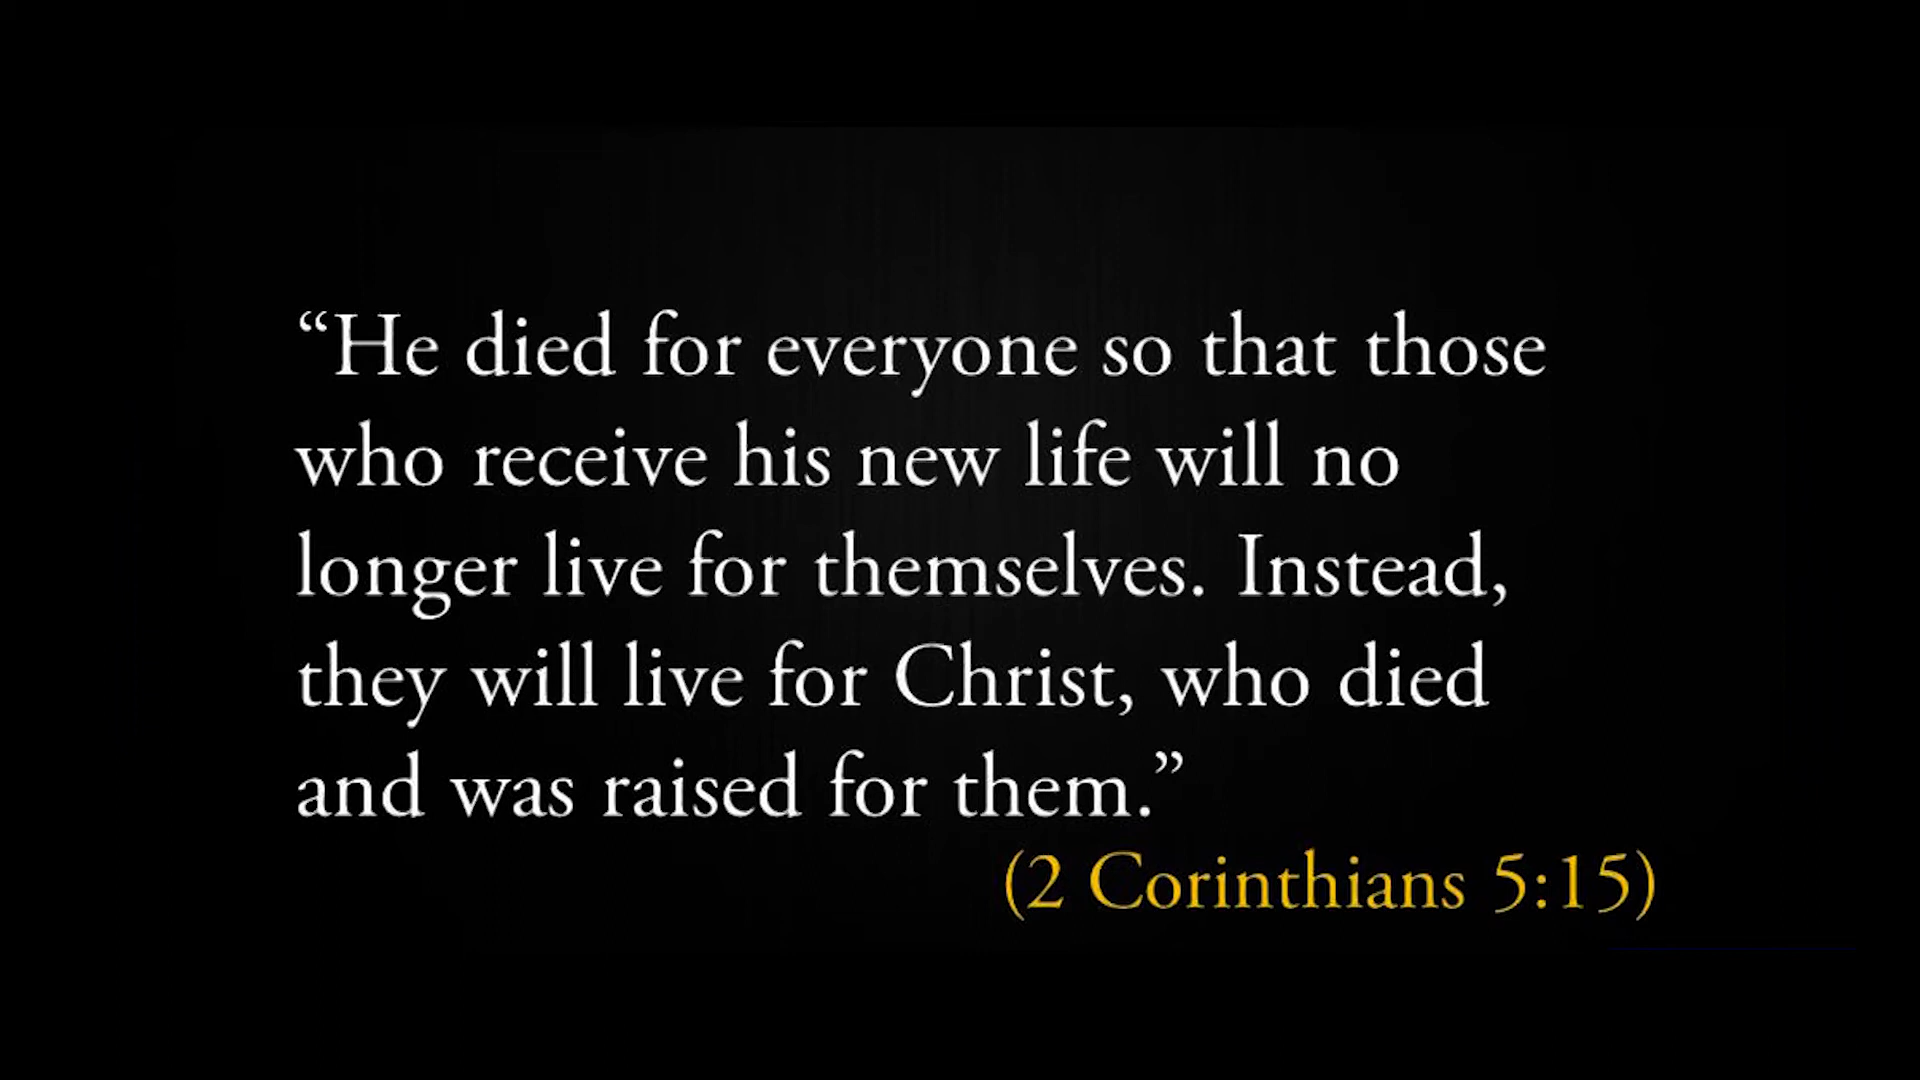 “He died for everyone so that those
who receive his new life will no
longer live for themselves. Instead,
they will live for Christ, who died
and was raised for them.”
(2 Corinthians 5:15)